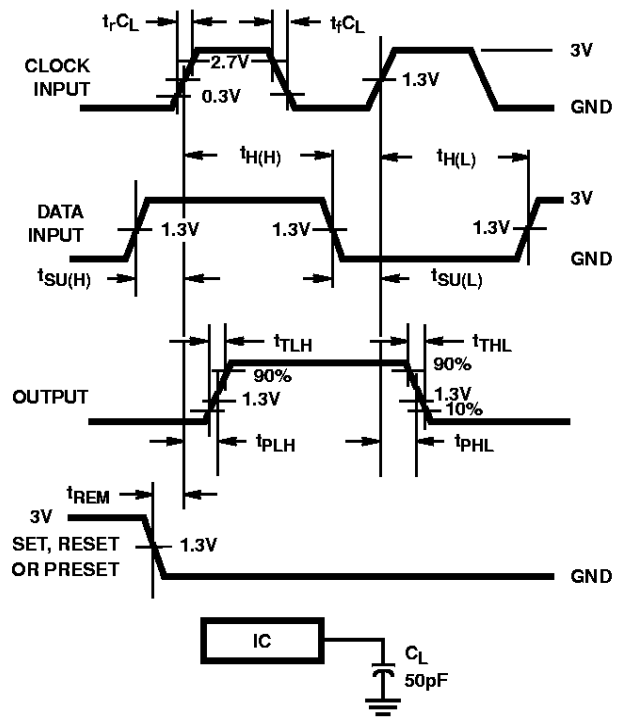 trCL
tfCL
CLOCK
INPUT
2.7V
0.3V
1.3V
3V
GND
tH(H)
tH(L)
DATA
INPUT
1.3V
1.3V
1.3V
3V
GND
tSU(H)
tSU(L)
tTLH
tTHL
OUTPUT
90%
1.3V
90%
1.3V
10%
tPLH
tPHL
tREM
3V
SET, RESET
OR PRESET
1.3V
GND
IC
CL
50pF